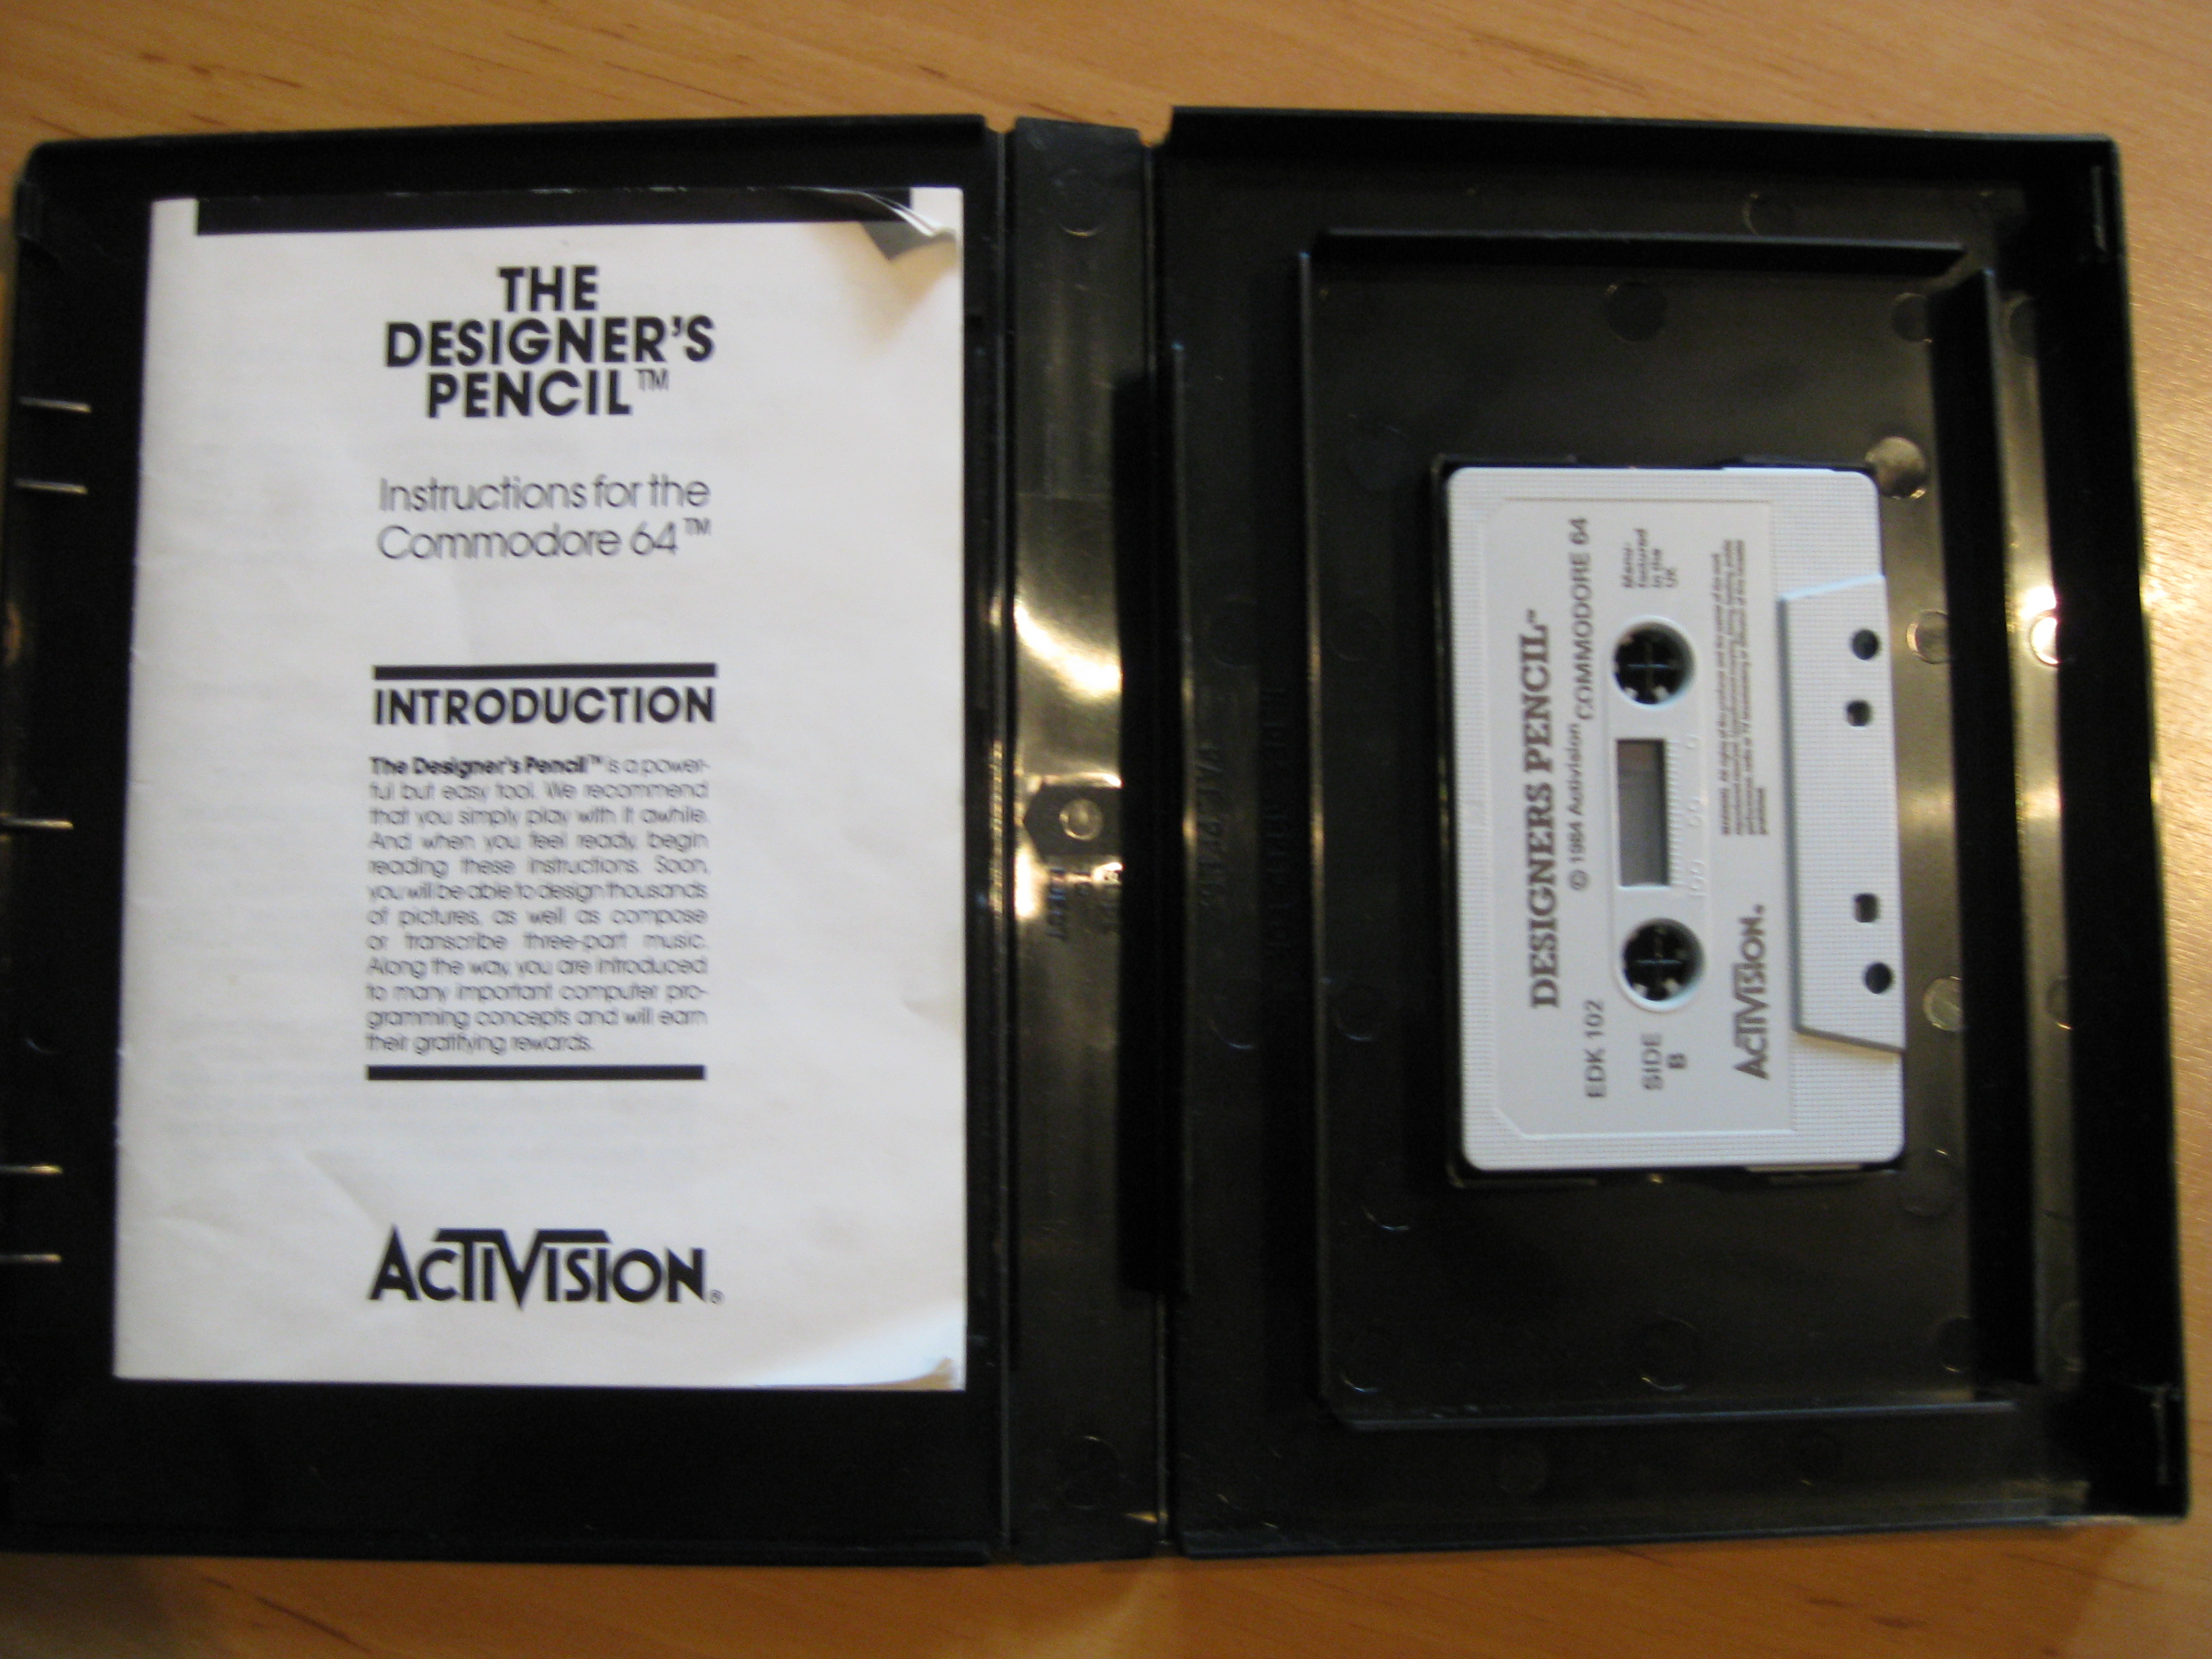 THE
DESIGNER'S
PENCIL™
Instructions for the
Commodore 64™
INTRODUCTION
The Designer's Pencil™ is a power-
ful but easy tool. We recommend
that you simply play with it awhile.
And when you feel ready, begin
reading these instructions. Soon,
you will be able to design thousands
of pictures, as well as compose
or transcribe three-part music.
Along the way, you are introduced
to many important computer pro-
gramming concepts and will earn
their gratifying rewards.
ACTIVISION®
DESIGNERS PENCIL™
EDK 102
© 1984 Activision
COMMODORE 64
SIDE
B
Manu-
factured
in the
UK
100 50 0
ACTIVISION®